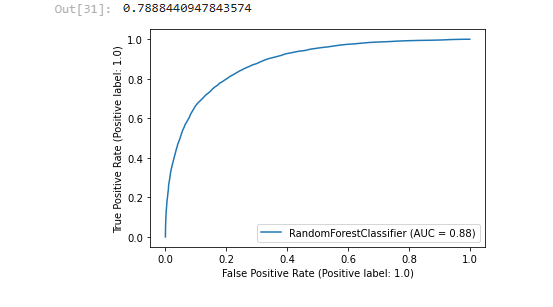 Out[31]: 0.7888440947843574
1.0
0.8
0.6
0.4
0.2
0.0
True Positive Rate (Positive label: 1.0)
RandomForestClassifier (AUC = 0.88)
0.0 0.2 0.4 0.6 0.8 1.0
False Positive Rate (Positive label: 1.0)